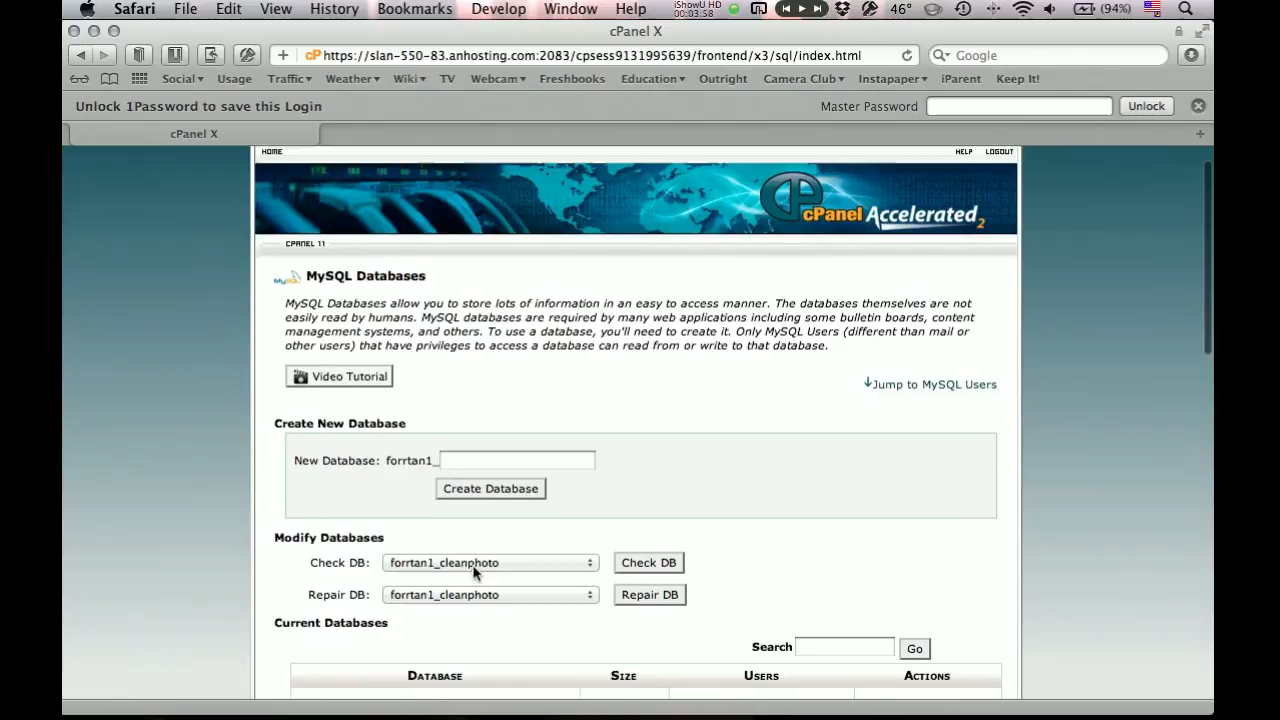 Safari File Edit View History Bookmarks Develop Window Help iShowU HD 00:03:58 46° (94%)
cPanel X
https://slan-550-83.anhosting.com:2083/cpsess9131995639/frontend/x3/sql/index.html Google
Social Usage Traffic Weather Wiki TV Webcam Freshbooks Education Outright Camera Club Instapaper iParent Keep It!
Unlock 1Password to save this Login Master Password Unlock
cPanel X
HOME HELP LOGOUT
cPanel Accelerated 2
CPANEL 11
MySQL Databases
MySQL Databases allow you to store lots of information in an easy to access manner. The databases themselves are not
easily read by humans. MySQL databases are required by many web applications including some bulletin boards, content
management systems, and others. To use a database, you'll need to create it. Only MySQL Users (different than mail or
other users) that have privileges to access a database can read from or write to that database.
Video Tutorial
Jump to MySQL Users
Create New Database
New Database: forrtan1_
Create Database
Modify Databases
Check DB: forrtan1_cleanphoto Check DB
Repair DB: forrtan1_cleanphoto Repair DB
Current Databases
Search Go
DATABASE SIZE USERS ACTIONS